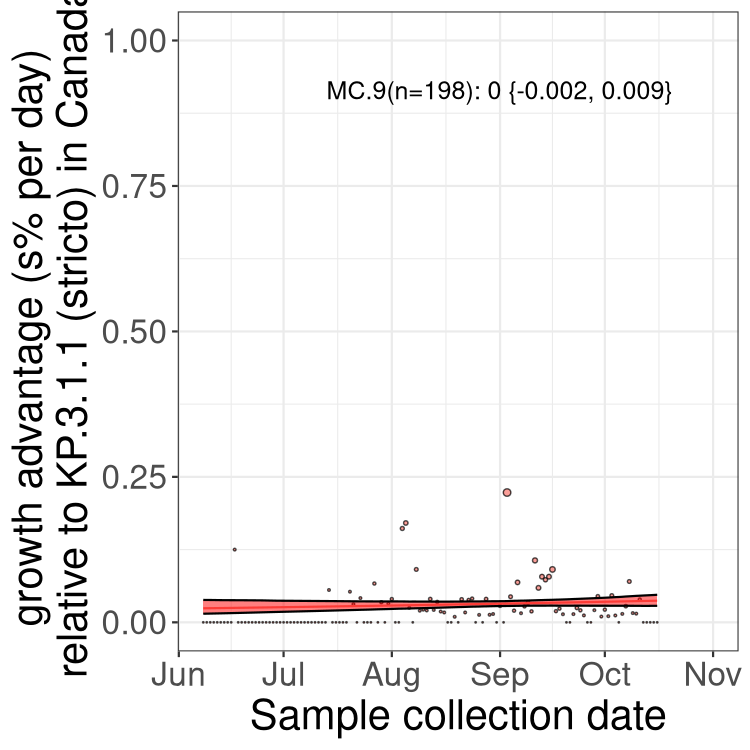 growth advantage (s% per day)
relative to KP.3.1.1 (stricto) in Canada
1.00
0.75
0.50
0.25
0.00
MC.9(n=198): 0 {-0.002, 0.009}
Jun Jul Aug Sep Oct Nov
Sample collection date